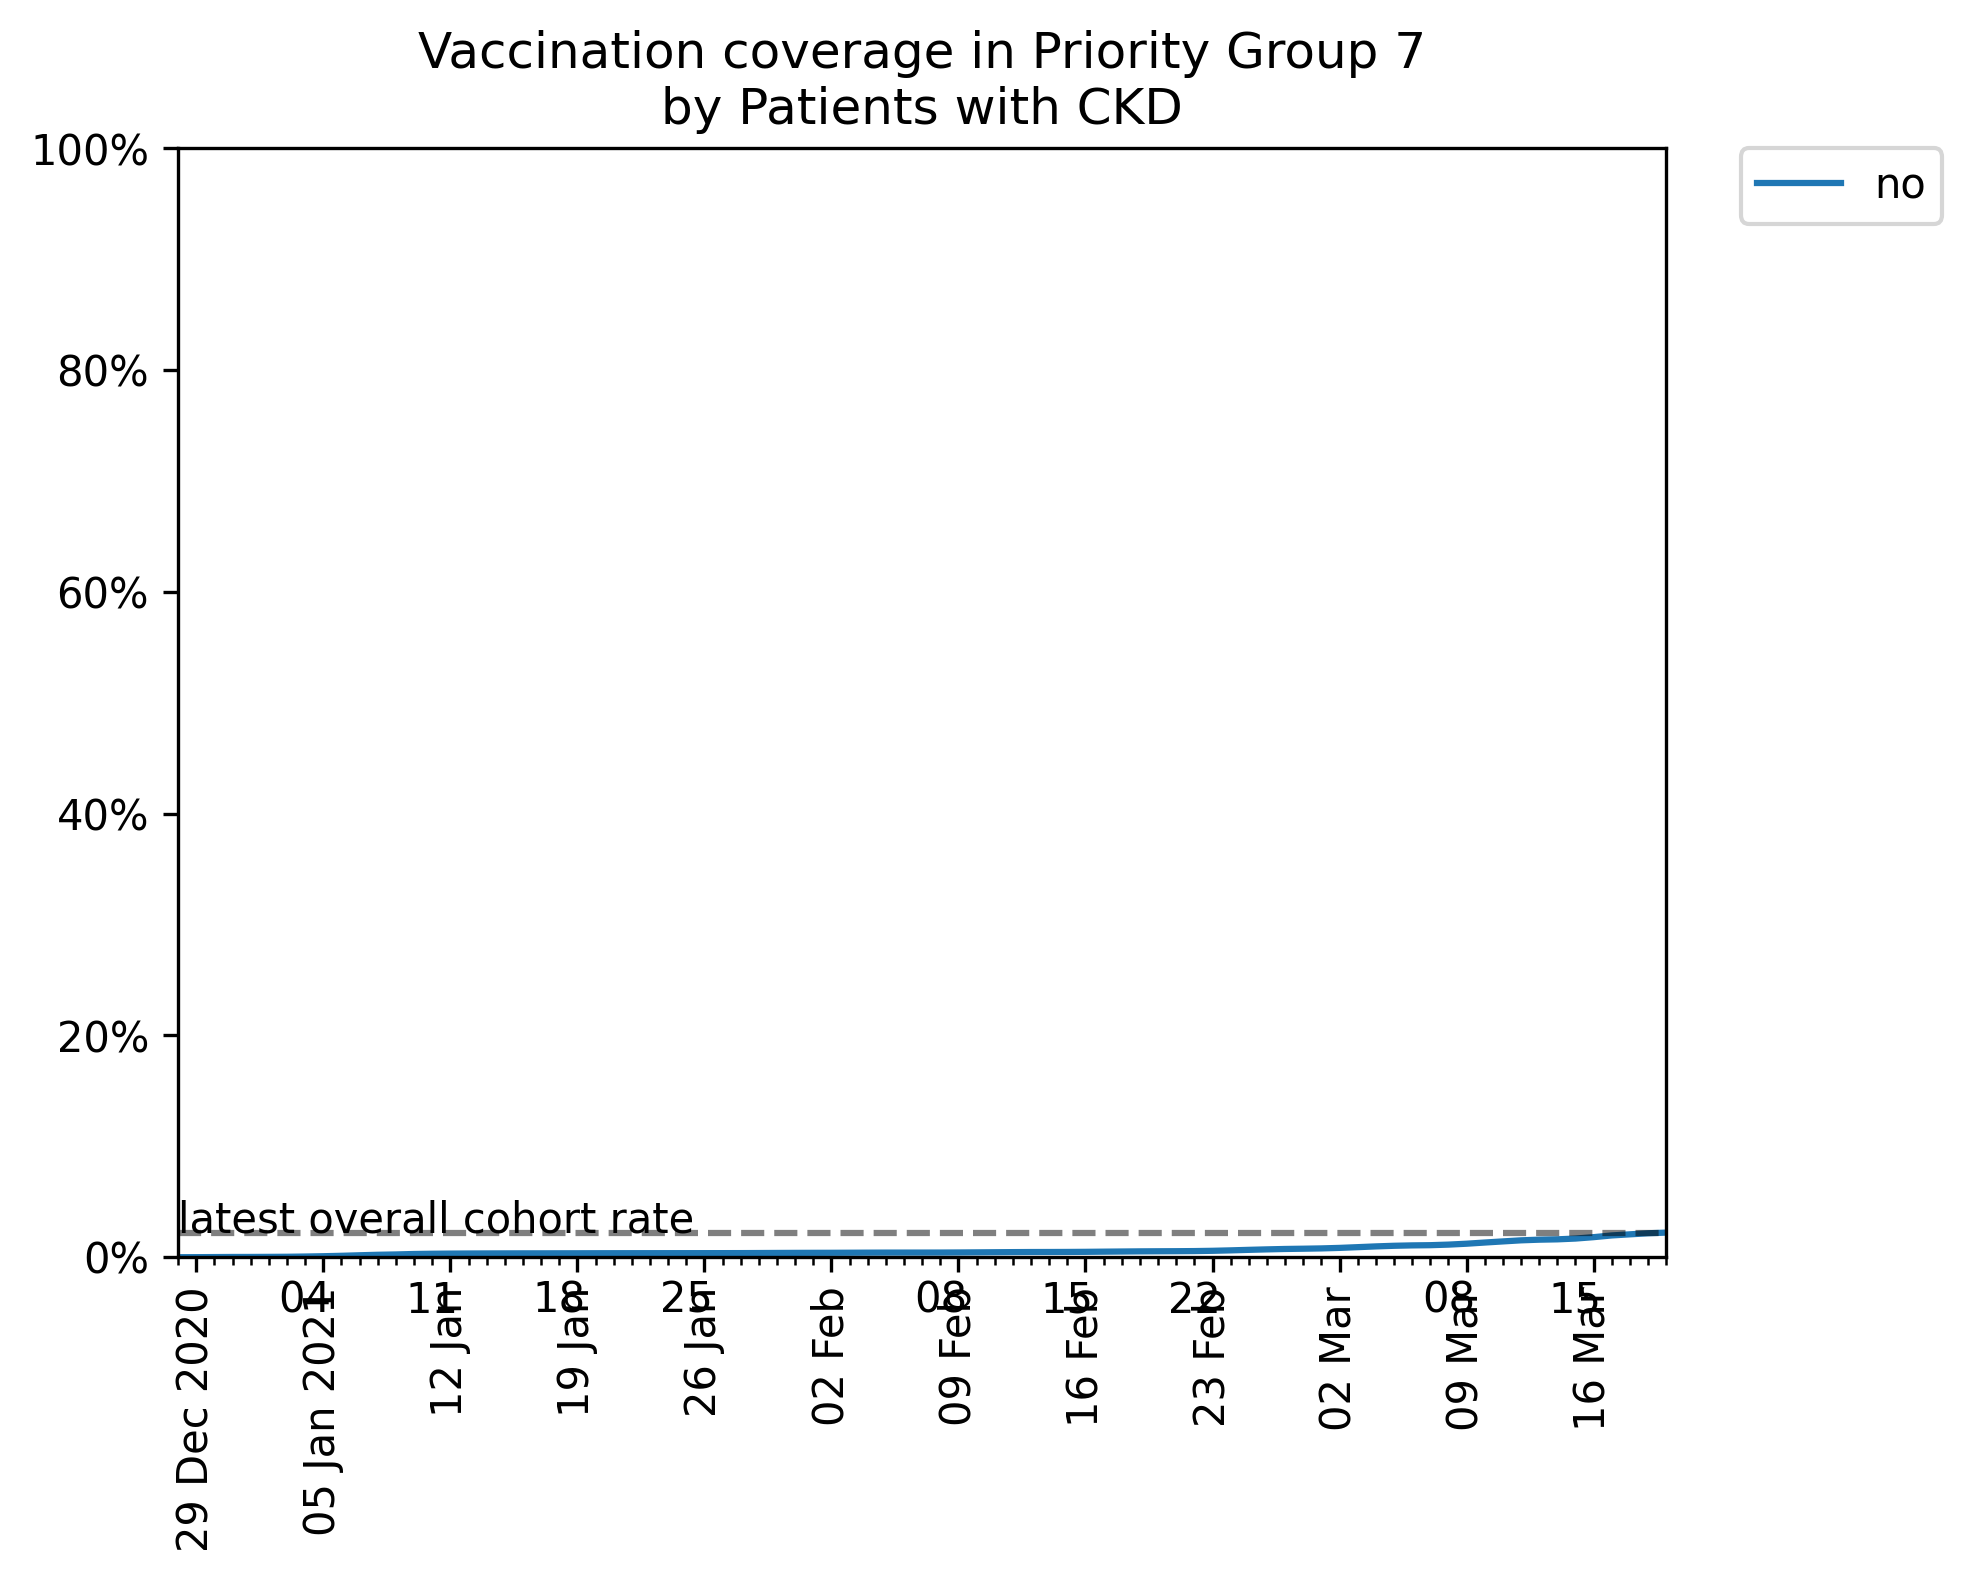 Vaccination coverage in Priority Group 7
by Patients with CKD
100%
80%
60%
40%
20%
0%
no
latest overall cohort rate
04
11
18
25
08
15
22
08
15
29 Dec 2020
05 Jan 2021
12 Jan
19 Jan
26 Jan
02 Feb
09 Feb
16 Feb
23 Feb
02 Mar
09 Mar
16 Mar